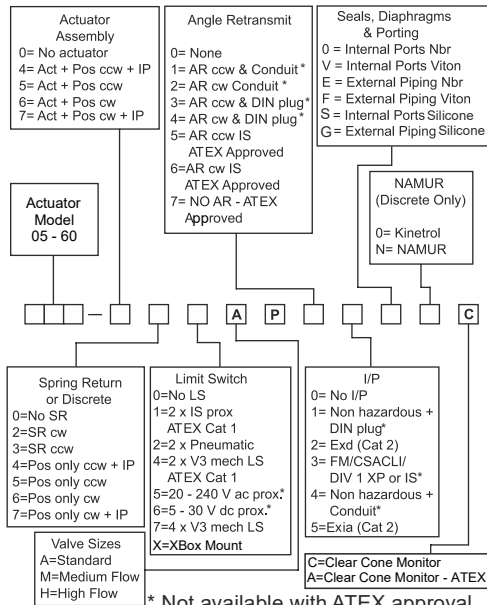 Actuator
Assembly
0= No actuator
4= Act + Pos ccw + IP
5= Act + Pos ccw
6= Act + Pos cw
7= Act + Pos cw + IP
Angle Retransmit
0= None
1= AR ccw & Conduit*
2= AR cw Conduit*
3= AR ccw & DIN plug*
4= AR cw & DIN plug*
5= AR ccw IS
ATEX Approved
6=AR cw IS
ATEX Approved
7= NO AR - ATEX
Approved
Seals, Diaphragms
& Porting
0 = Internal Ports Nbr
V = Internal Ports Viton
E = External Piping Nbr
F = External Piping Viton
S = Internal Ports Silicone
G= External Piping Silicone
Actuator
Model
05 - 60
NAMUR
(Discrete Only)
0= Kinetrol
N= NAMUR
— A P C
Spring Return
or Discrete
0=No SR
2=SR cw
3=SR ccw
4=Pos only ccw + IP
5=Pos only ccw
6=Pos only cw
7=Pos only cw + IP
Limit Switch
0=No LS
1=2 x IS prox
ATEX Cat 1
2=2 x Pneumatic
4=2 x V3 mech LS
ATEX Cat 1
5=20 - 240 V ac prox.*
6=5 - 30V dc prox.*
7=4 x V3 mech LS
X=XBox Mount
I/P
0= No I/P
1= Non hazardous +
DIN plug*
2= Exd (Cat 2)
3= FM/CSACLI/
DIV 1 XP or IS*
4= Non hazardous +
Conduit*
5=Exia (Cat 2)
Valve Sizes
A=Standard
M=Medium Flow
H=High Flow
C=Clear Cone Monitor
A=Clear Cone Monitor - ATEX
* Not available with ATEX approval